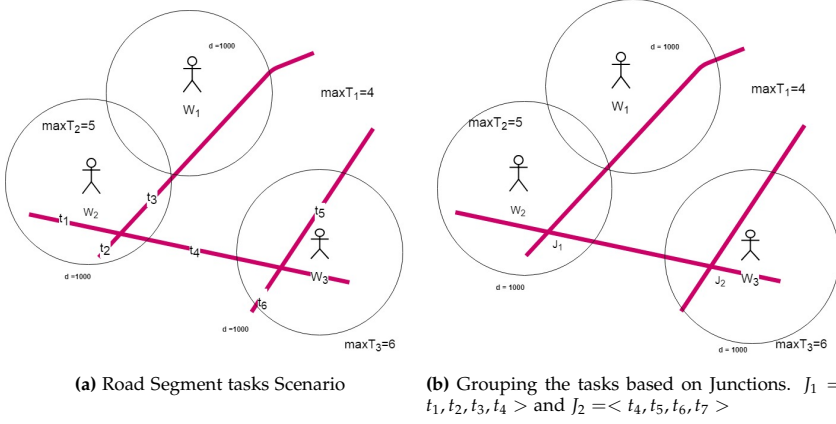 d =1000
W1
maxT1=4
maxT2=5
W2
t3
t1
t2
t4
t5
W3
t6
d =1000
d =1000
maxT3=6
(a) Road Segment tasks Scenario
d = 1000
W1
maxT1=4
maxT2=5
W2
J1
J2
W3
d = 1000
d = 1000
maxT3=6
(b) Grouping the tasks based on Junctions. J1 =
t1, t2, t3, t4 > and J2 =< t4, t5, t6, t7 >